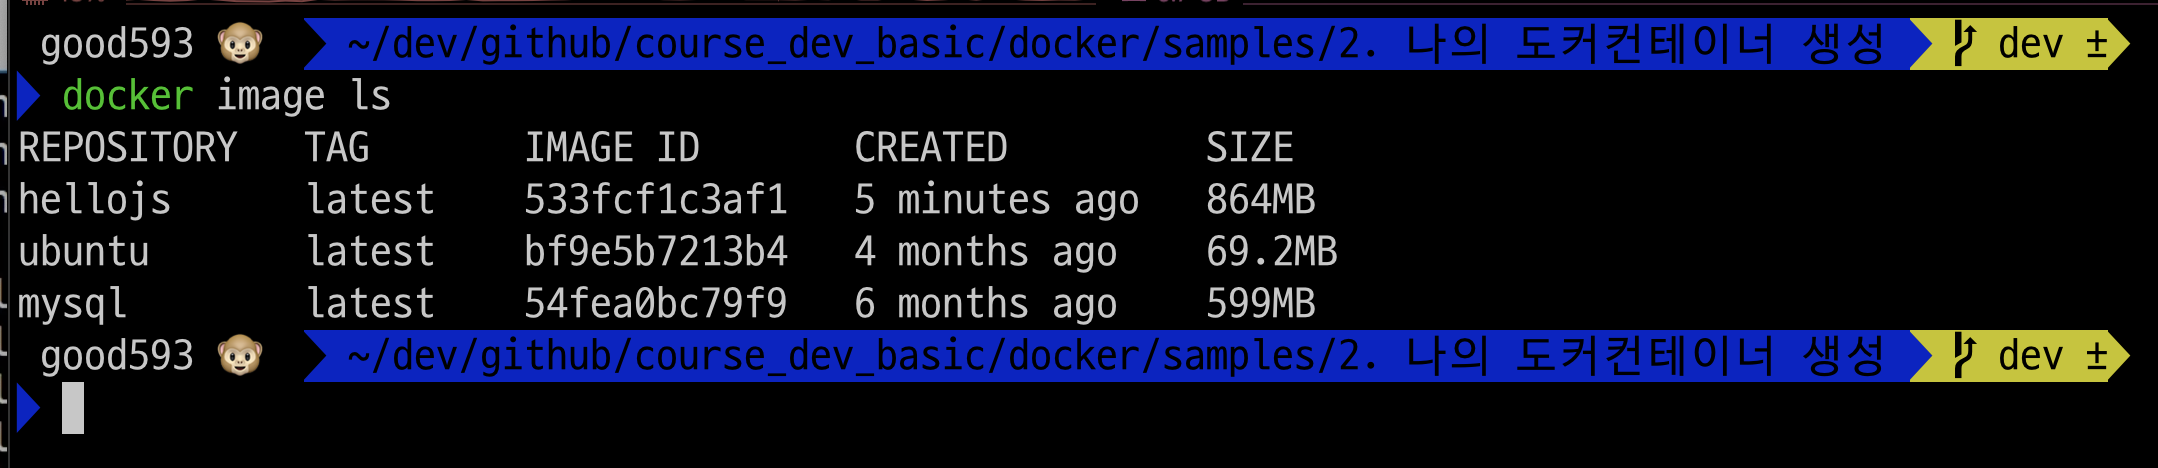 good593 🐵 ~/dev/github/course_dev_basic/docker/samples/2. 나의 도커컨테이너 생성 dev ±
docker image ls
REPOSITORY TAG IMAGE ID CREATED SIZE
hellojs latest 533fcf1c3af1 5 minutes ago 864MB
ubuntu latest bf9e5b7213b4 4 months ago 69.2MB
mysql latest 54fea0bc79f9 6 months ago 599MB
good593 🐵 ~/dev/github/course_dev_basic/docker/samples/2. 나의 도커컨테이너 생성 dev ±